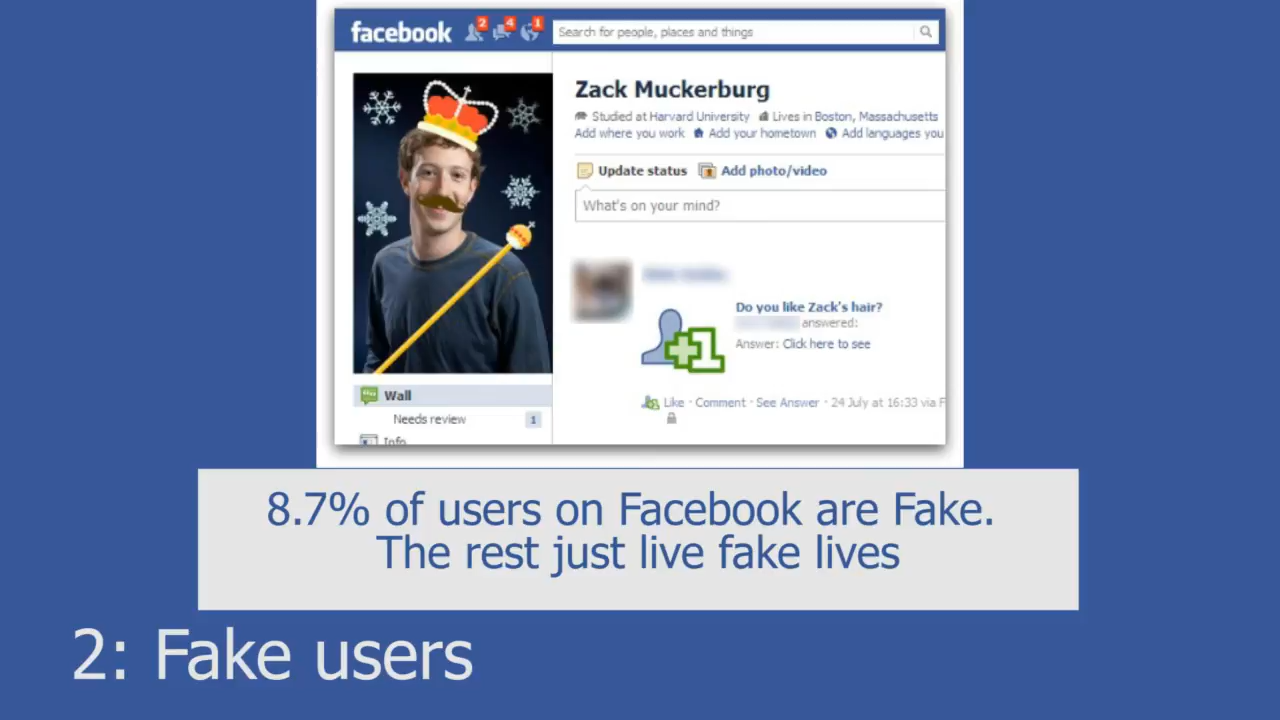 facebook
2
4
1
Search for people, places and things
Zack Muckerburg
Studied at Harvard University Lives in Boston, Massachusetts
Add where you work Add your hometown Add languages you
Update status Add photo/video
What's on your mind?
Do you like Zack's hair?
answered:
Answer: Click here to see
Like · Comment · See Answer · 24 July at 16:33 via F
Wall
Needs review 1
Info
8.7% of users on Facebook are Fake.
The rest just live fake lives
2: Fake users